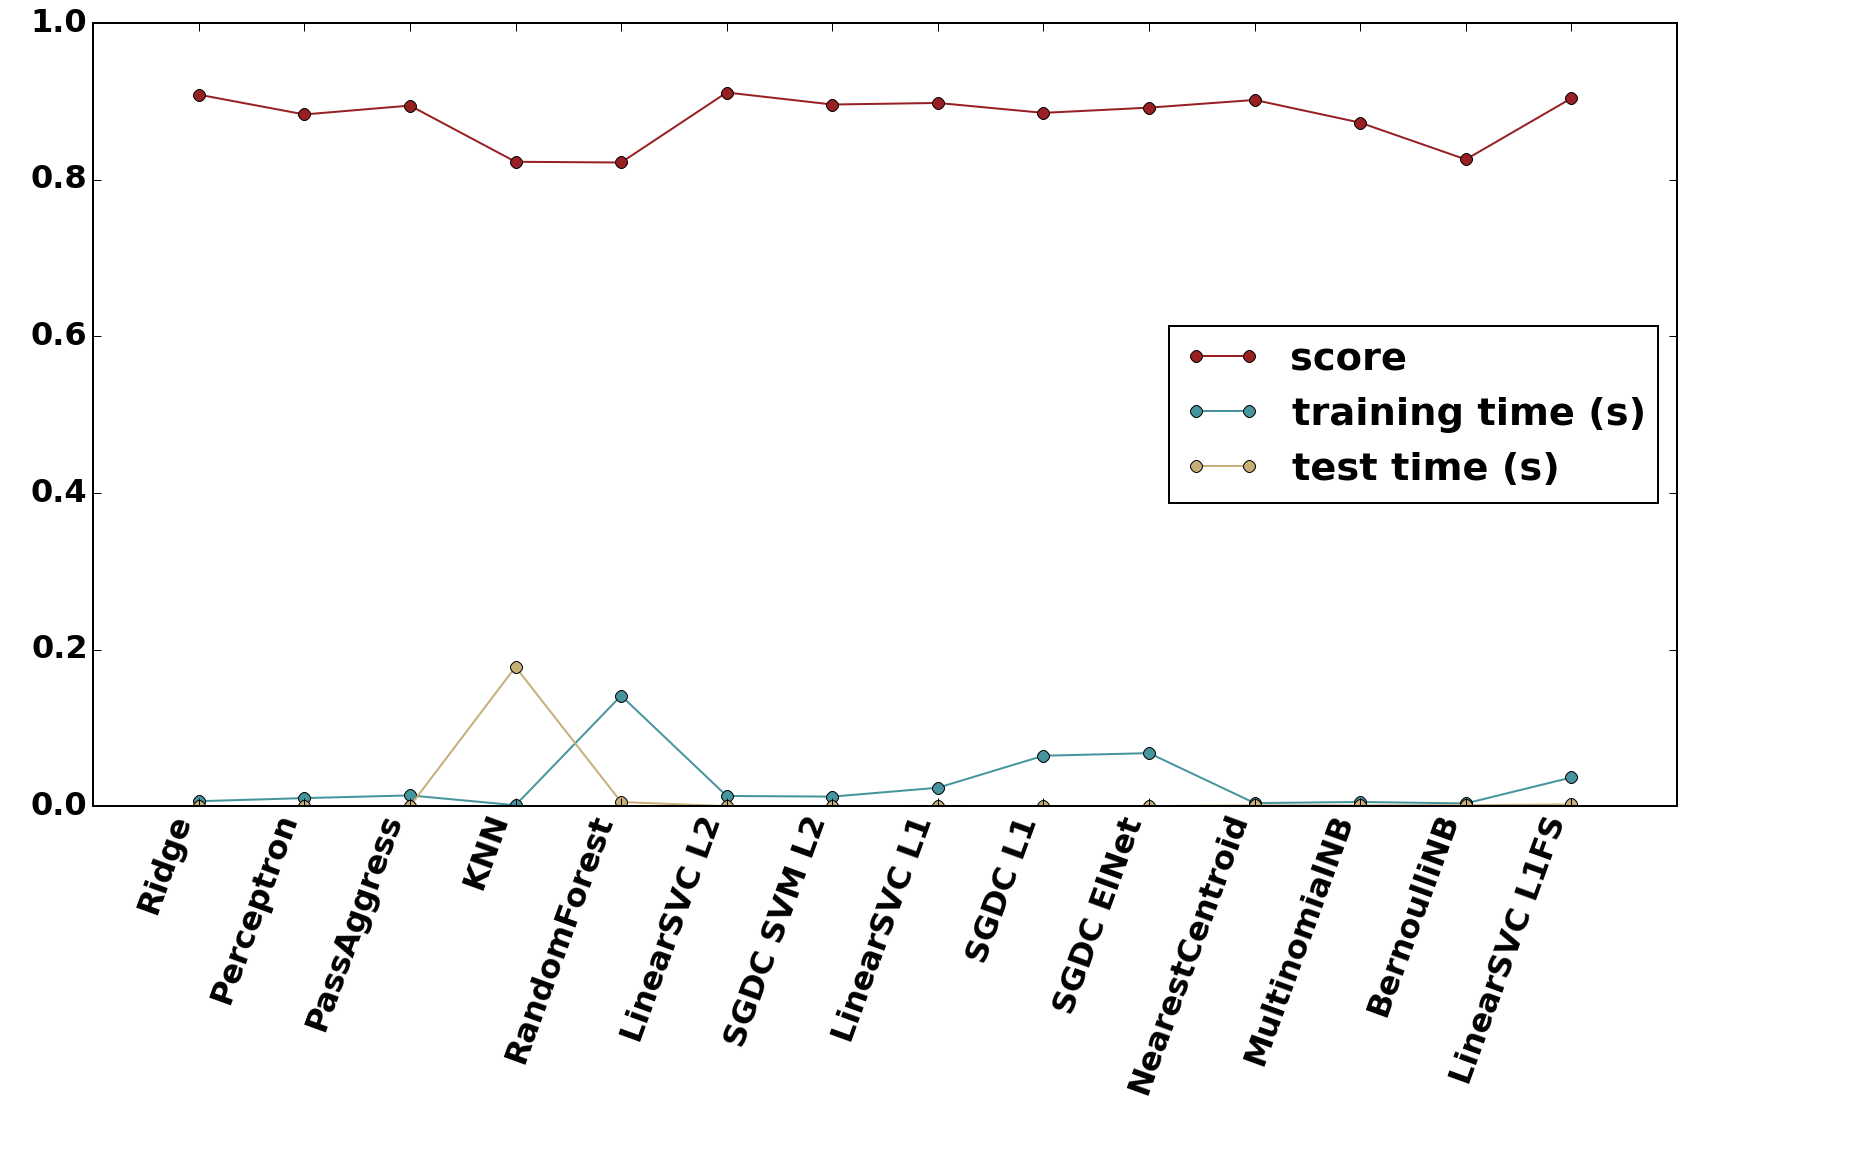 1.0
0.8
0.6
0.4
0.2
0.0
score
training time (s)
test time (s)
Ridge
Perceptron
PassAggress
KNN
RandomForest
LinearSVC L2
SGDC SVM L2
LinearSVC L1
SGDC L1
SGDC ElNet
NearestCentroid
MultinomialNB
BernoulliNB
LinearSVC L1FS